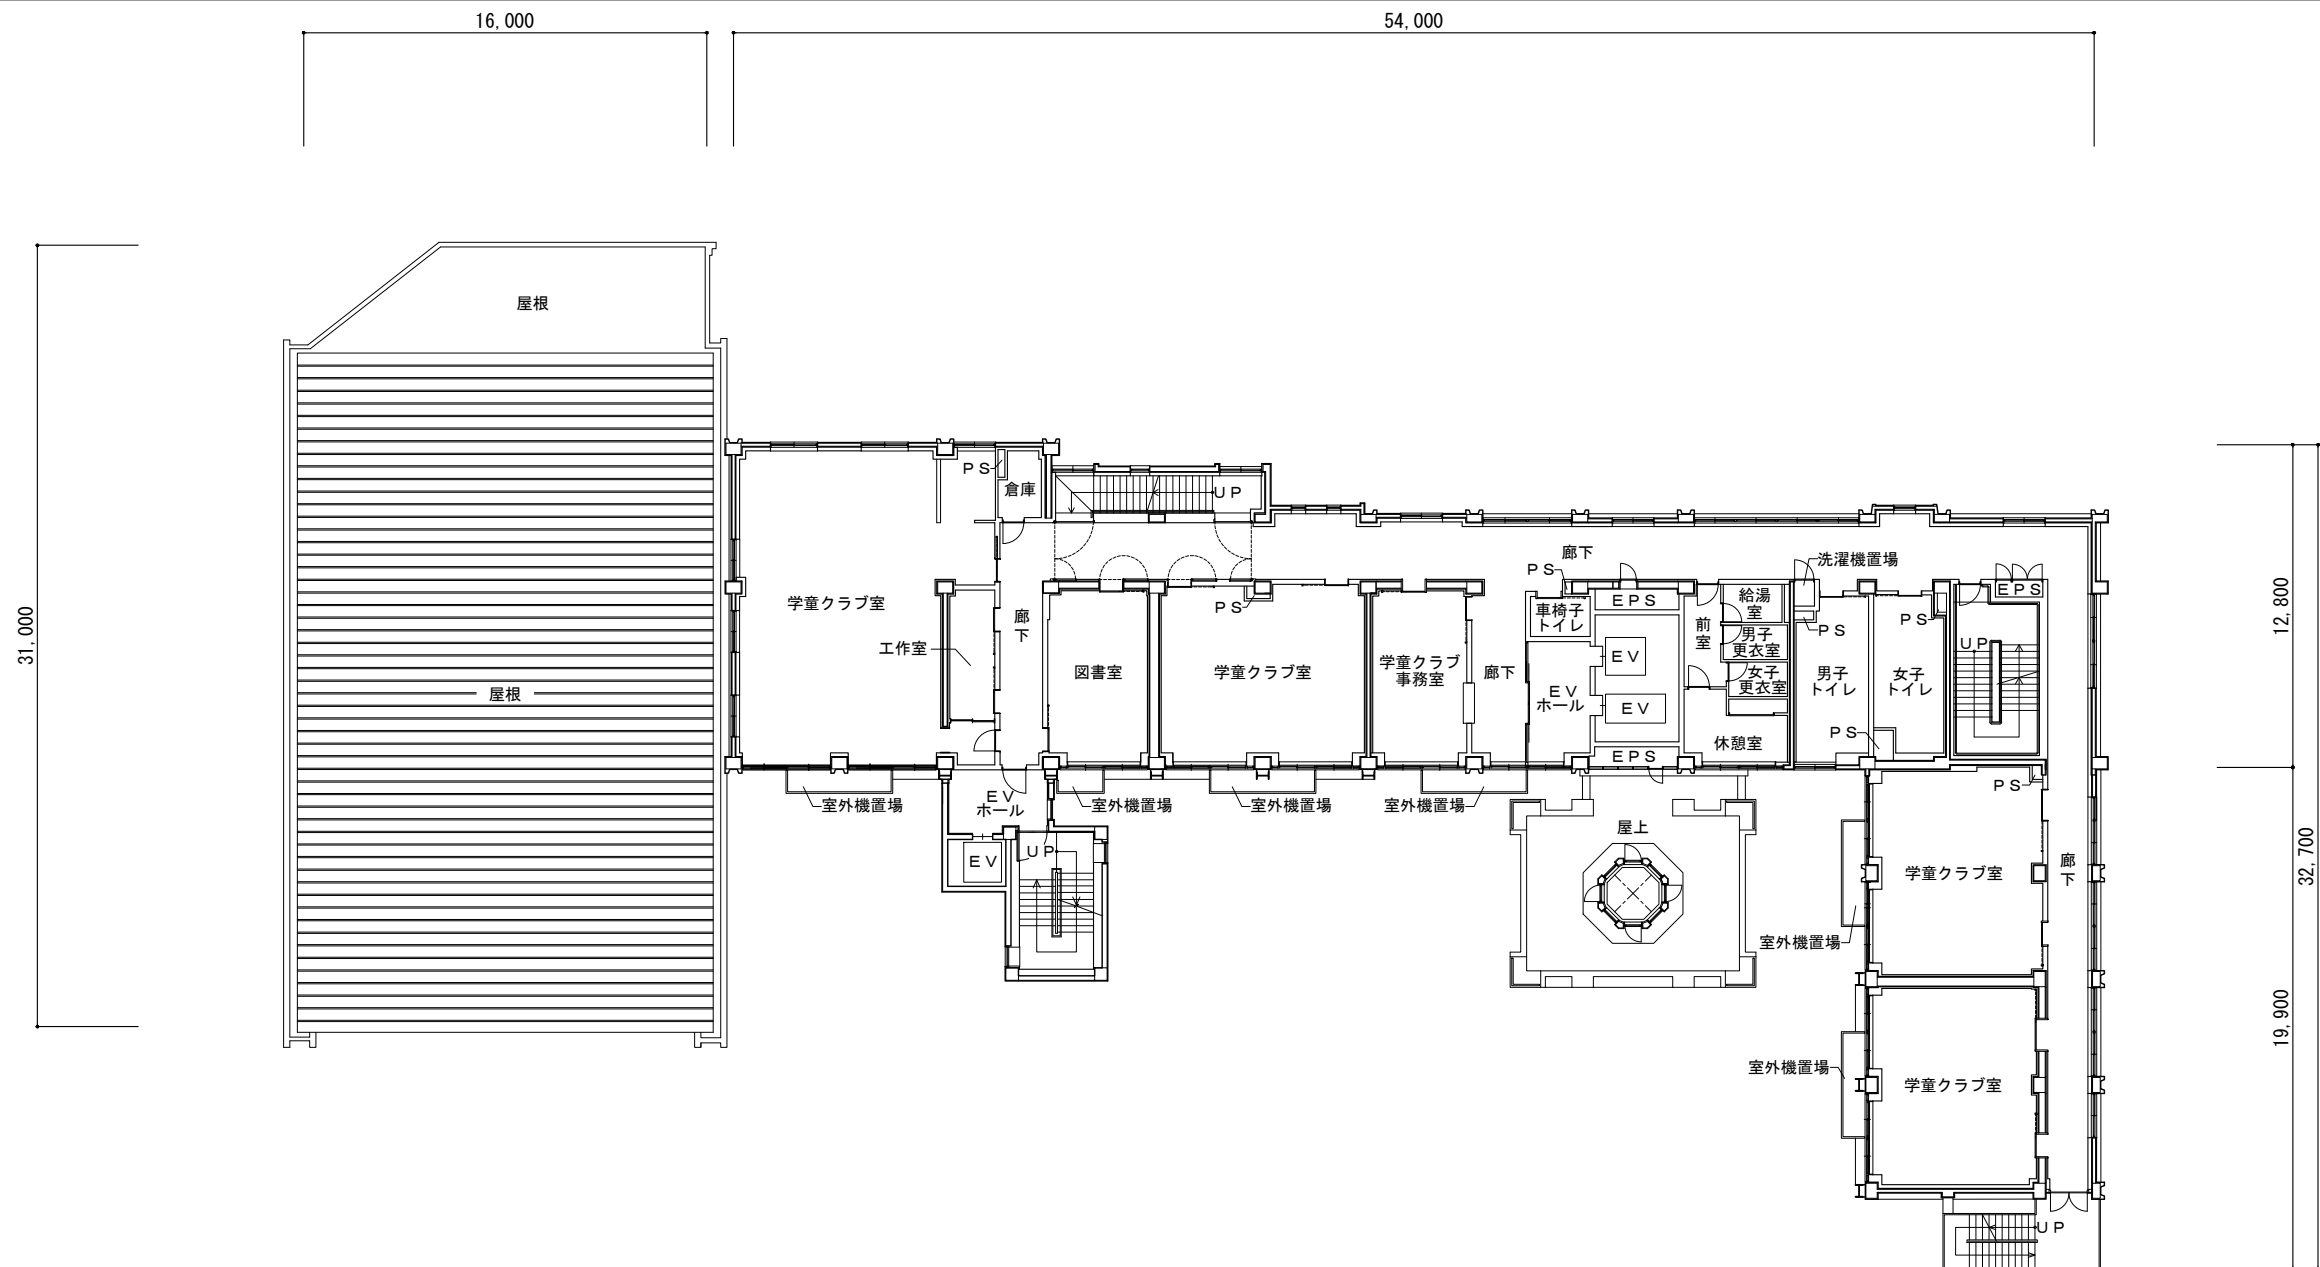 16,000
54,000
31,000
屋根
屋根
PS
倉庫
UP
学童クラブ室
工作室
廊
下
図書室
PS
学童クラブ室
学童クラブ
事務室
廊下
廊下
PS
車椅子
トイレ
EPS
EV
EV
EV
ホール
EPS
前
室
給湯
室
男子
更衣室
女子
更衣室
休憩室
洗濯機置場
PS
男子
トイレ
PS
PS
女子
トイレ
UP
EPS
12,800
室外機置場
EV
ホール
EV
UP
室外機置場
室外機置場
室外機置場
屋上
PS
学童クラブ室
廊
下
室外機置場
32,700
19,900
室外機置場
学童クラブ室
UP